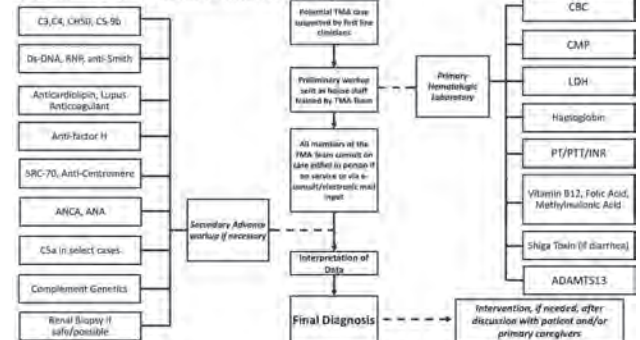 C3,C4, CH50, C5-9b
Ds-DNA, RNP, anti-Smith
Anticardiolipin, Lupus
Anticoagulant
Anti-factor H
SRC-70, Anti-Centromere
ANCA, ANA
C5a in select cases
Complement Genetics
Renal Biopsy if
safe/possible
Secondary Advance
workup if necessary
Potential TMA case
suspected by first line
clinicians
Preliminary workup
sent as house staff
trained by TMA Team
All members of the
TMA Team consult on
case either in person if
on service or via e-
consult/electronic mail
input
Interpretation of
Data
Final Diagnosis
Primary
Hematologic
Laboratory
CBC
CMP
LDH
Haptoglobin
PT/PTT/INR
Vitamin B12, Folic Acid,
Methylmalonic Acid
Shiga Toxin (if diarrhea)
ADAMTS13
Intervention, if needed, after
discussion with patient and/or
primary caregivers